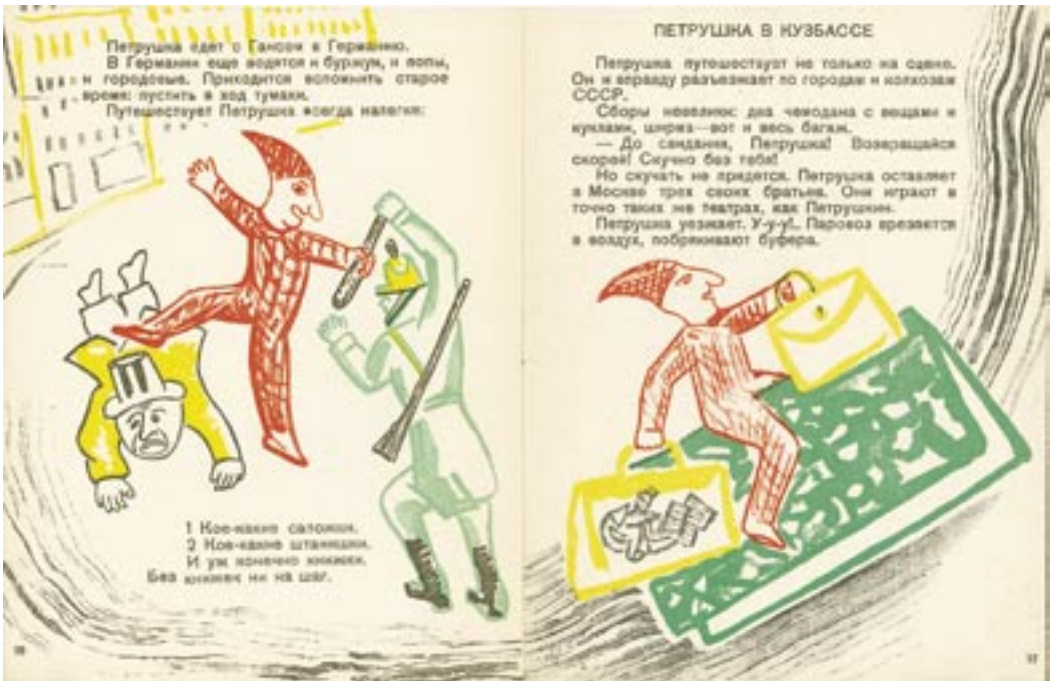 Петрушка едет с Гансом в Германию.
В Германии еще водятся и буржуи, и попы,
и городовые. Приходится вспомнить старое
время: пустить в ход тумаки.
Путешествует Петрушка всегда налегке:
1 Кое-какие сапожки.
2 Кое-какие штанишки.
И уж конечно книжки.
Без книжек ни на шаг.
ПЕТРУШКА В КУЗБАССЕ
Петрушка путешествует не только на сцене.
Он и вправду разъезжает по городам и колхозам
СССР.
Сборы невелики: два чемодана с вещами и
куклами, ширма—вот и весь багаж.
— До свидания, Петрушка! Возвращайся
скорей! Скучно без тебя!
Но скучать не придется. Петрушка оставляет
в Москве трех своих братьев. Они играют в
точно таких же театрах, как Петрушкин.
Петрушка уезжает. У-у-у!.. Паровоз врезается
в воздух, побрякивают буфера.